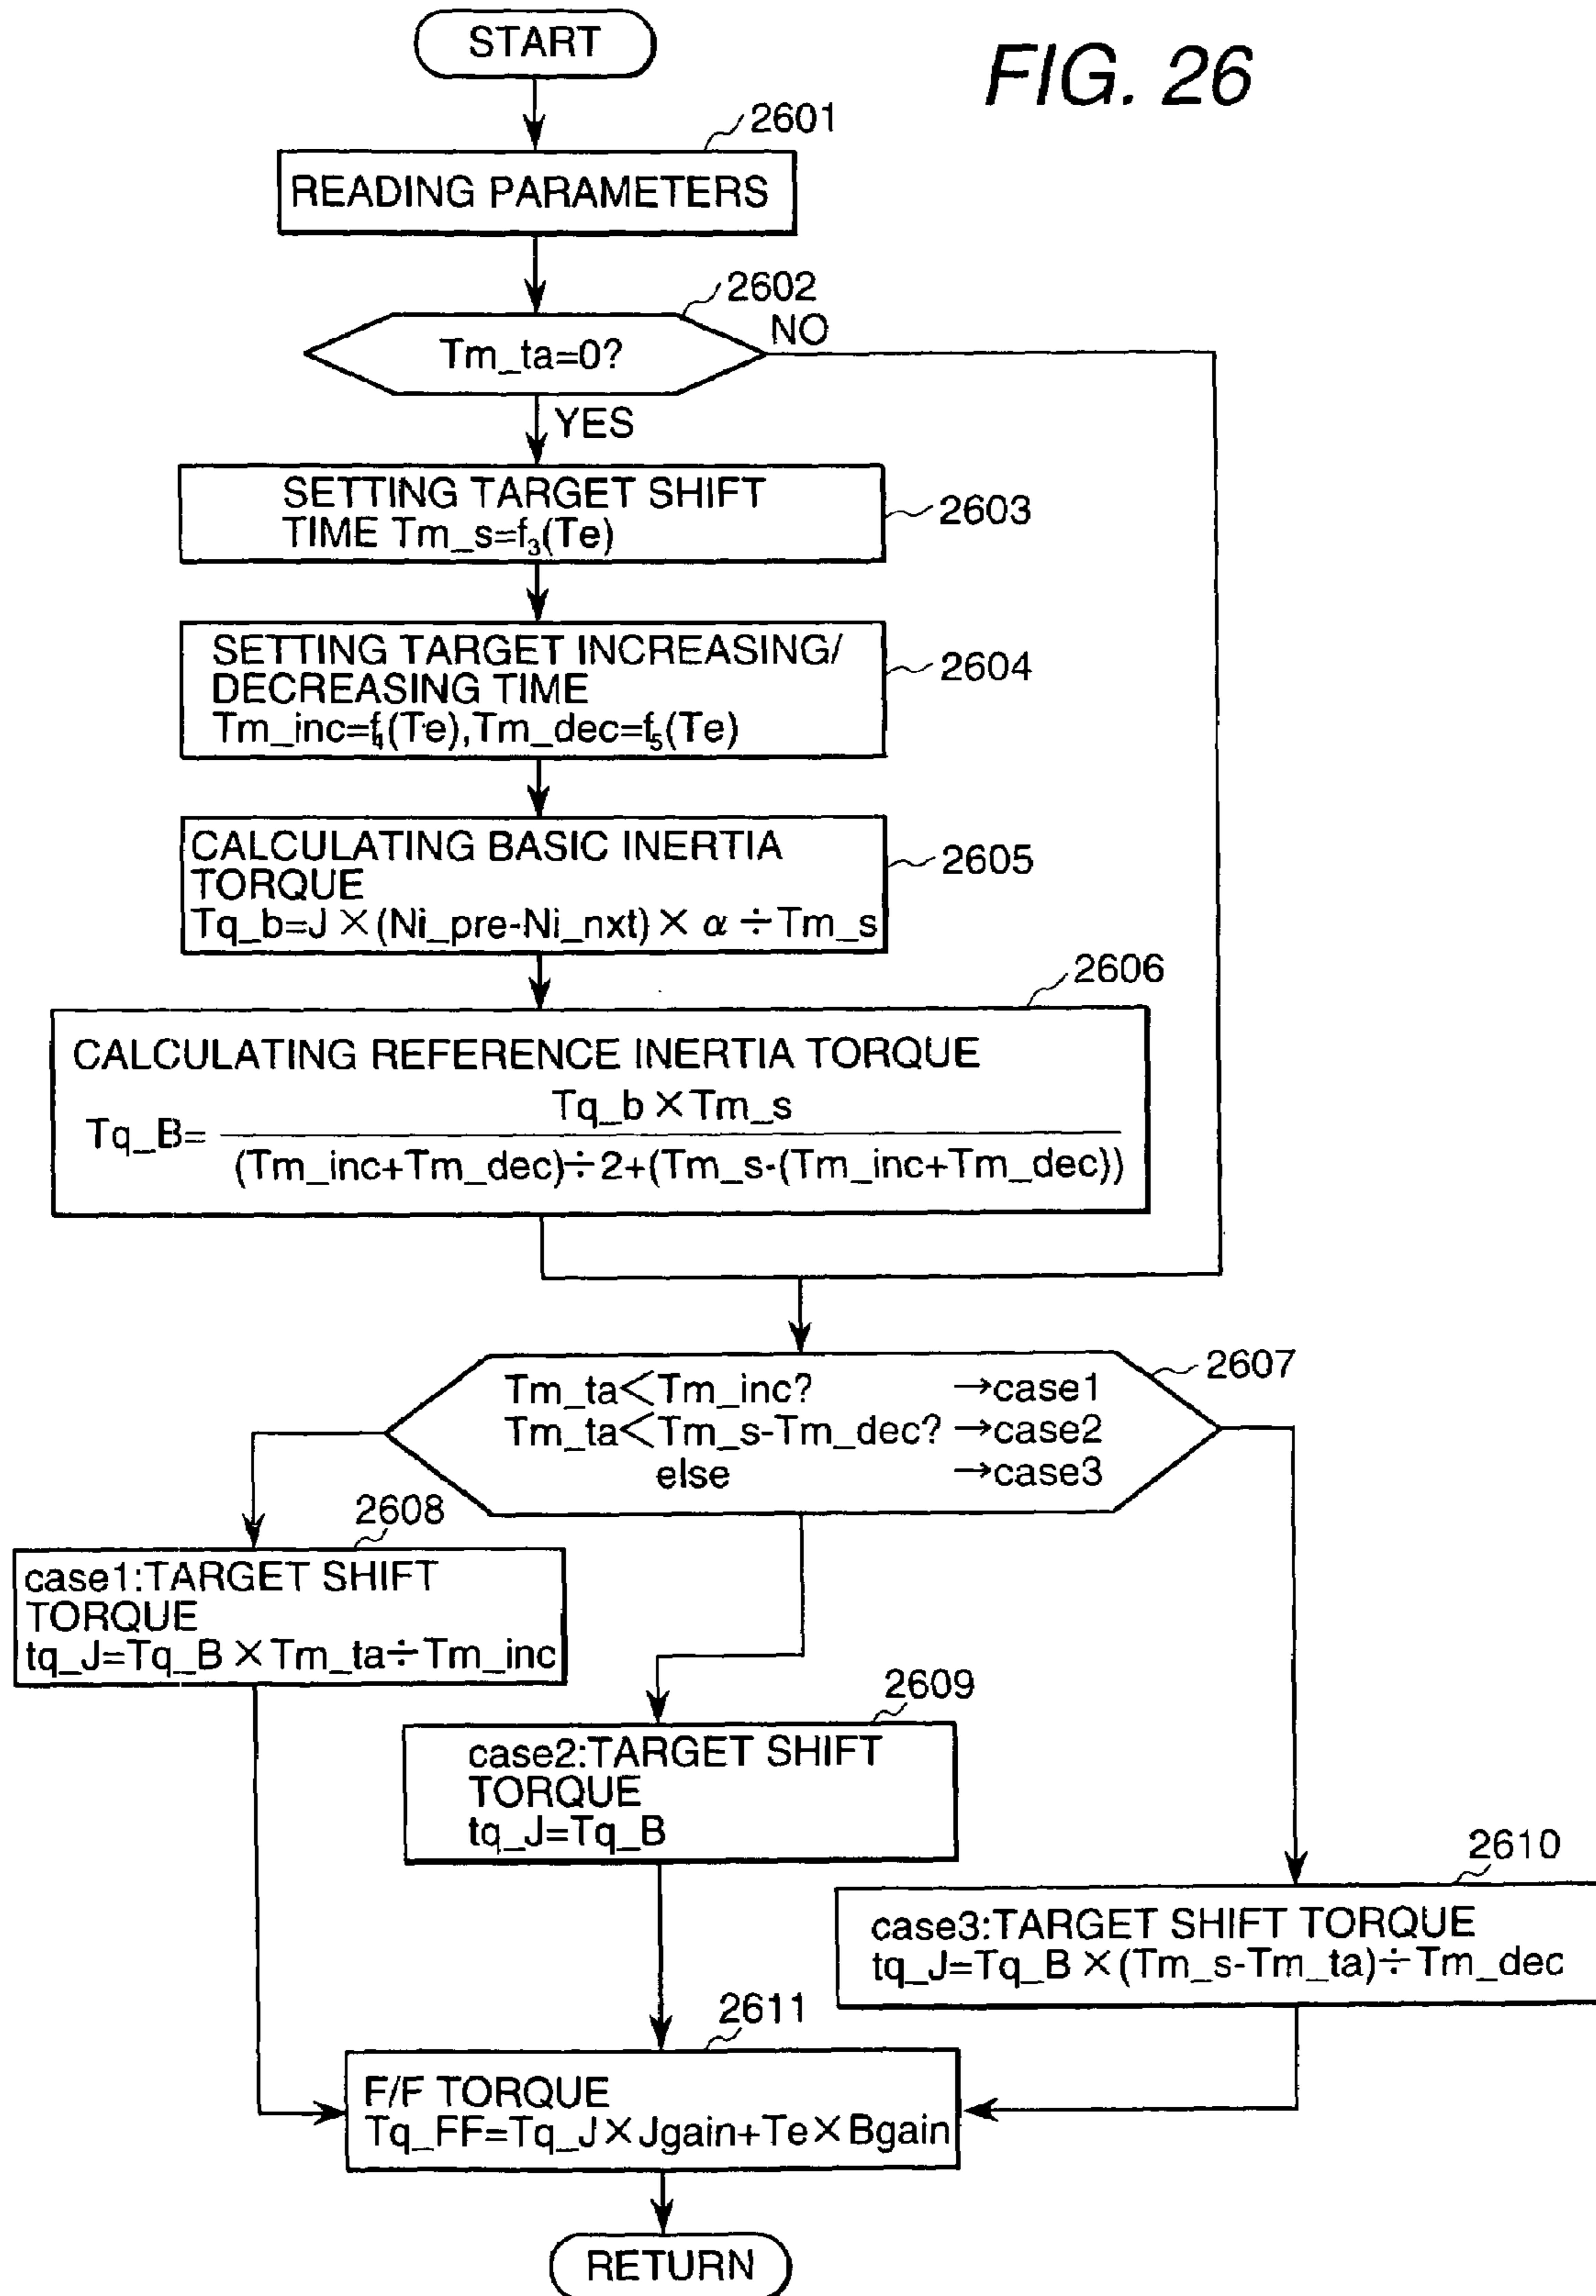 START
FIG. 26
2601
READING PARAMETERS
2602
Tm_ta=0?
NO
YES
SETTING TARGET SHIFT
TIME Tm_s=f₃(Te)
2603
SETTING TARGET INCREASING/
DECREASING TIME
Tm_inc=f₄(Te),Tm_dec=f₅(Te)
2604
CALCULATING BASIC INERTIA
TORQUE
Tq_b=J×(Ni_pre-Ni_nxt)×α÷Tm_s
2605
2606
CALCULATING REFERENCE INERTIA TORQUE
Tq_b×Tm_s
Tq_B=
(Tm_inc+Tm_dec)÷2+(Tm_s-(Tm_inc+Tm_dec))
2607
Tm_ta<Tm_inc? →case1
Tm_ta<Tm_s-Tm_dec? →case2
else →case3
2608
case1:TARGET SHIFT
TORQUE
tq_J=Tq_B×Tm_ta÷Tm_inc
2609
case2:TARGET SHIFT
TORQUE
tq_J=Tq_B
2610
case3:TARGET SHIFT TORQUE
tq_J=Tq_B×(Tm_s-Tm_ta)÷Tm_dec
2611
F/F TORQUE
Tq_FF=Tq_J×Jgain+Te×Bgain
RETURN